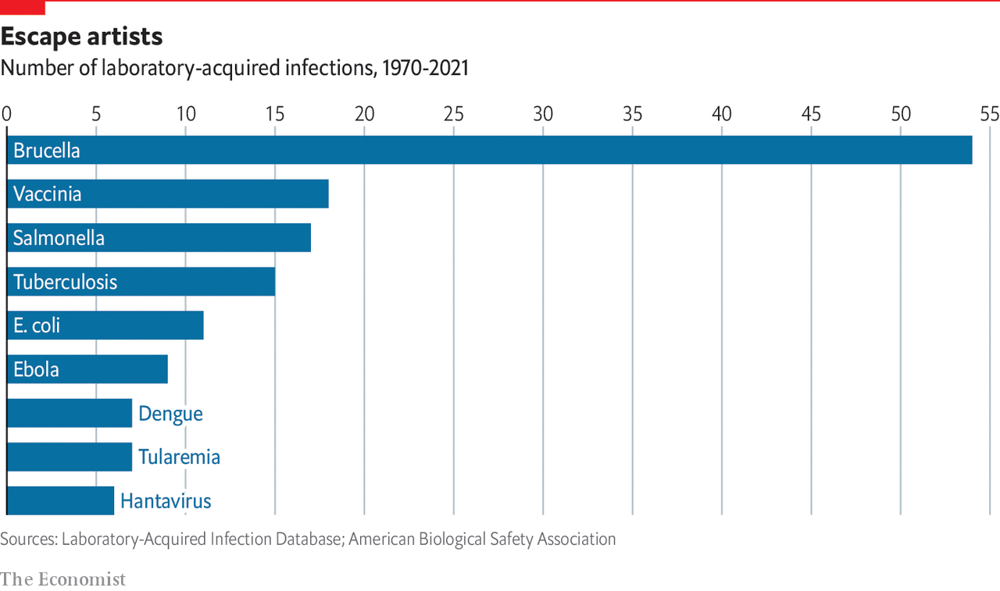 Escape artists
Number of laboratory-acquired infections, 1970-2021
0 5 10 15 20 25 30 35 40 45 50 55
Brucella
Vaccinia
Salmonella
Tuberculosis
E. coli
Ebola
Dengue
Tularemia
Hantavirus
Sources: Laboratory-Acquired Infection Database; American Biological Safety Association
The Economist